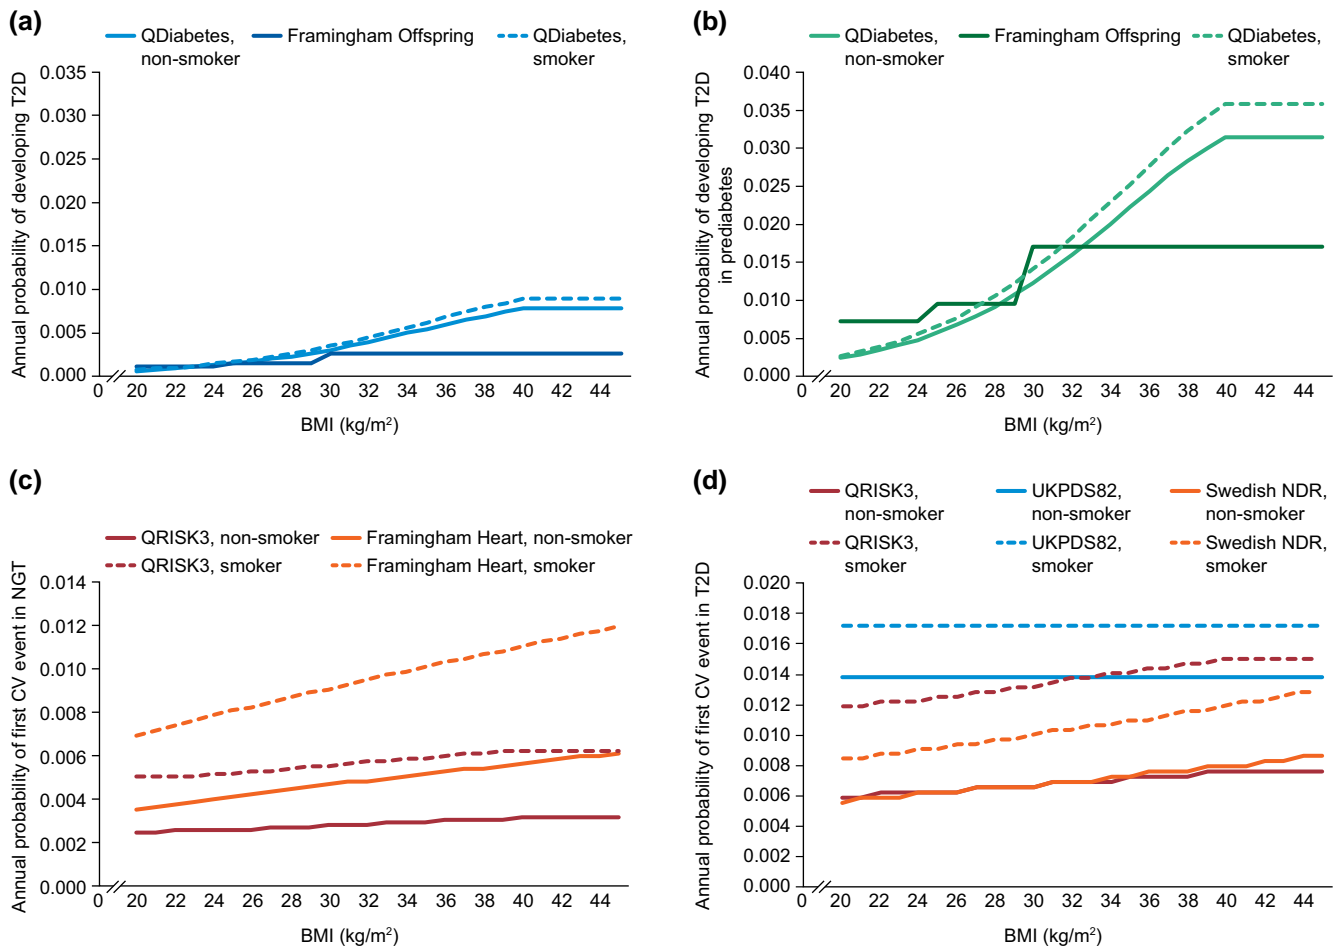 (a)
QDiabetes, non-smoker
Framingham Offspring
QDiabetes, smoker
Annual probability of developing T2D
0.035
0.030
0.025
0.020
0.015
0.010
0.005
0.000
0 20 22 24 26 28 30 32 34 36 38 40 42 44
BMI (kg/m²)
(b)
QDiabetes, non-smoker
Framingham Offspring
QDiabetes, smoker
Annual probability of developing T2D
in prediabetes
0.040
0.035
0.030
0.025
0.020
0.015
0.010
0.005
0.000
0 20 22 24 26 28 30 32 34 36 38 40 42 44
BMI (kg/m²)
(c)
QRISK3, non-smoker
Framingham Heart, non-smoker
QRISK3, smoker
Framingham Heart, smoker
Annual probability of first CV event in NGT
0.014
0.012
0.010
0.008
0.006
0.004
0.002
0.000
0 20 22 24 26 28 30 32 34 36 38 40 42 44
BMI (kg/m²)
(d)
QRISK3, non-smoker
UKPDS82, non-smoker
Swedish NDR, non-smoker
QRISK3, smoker
UKPDS82, smoker
Swedish NDR, smoker
Annual probability of first CV event in T2D
0.020
0.018
0.016
0.014
0.012
0.010
0.008
0.006
0.004
0.002
0.000
0 20 22 24 26 28 30 32 34 36 38 40 42 44
BMI (kg/m²)